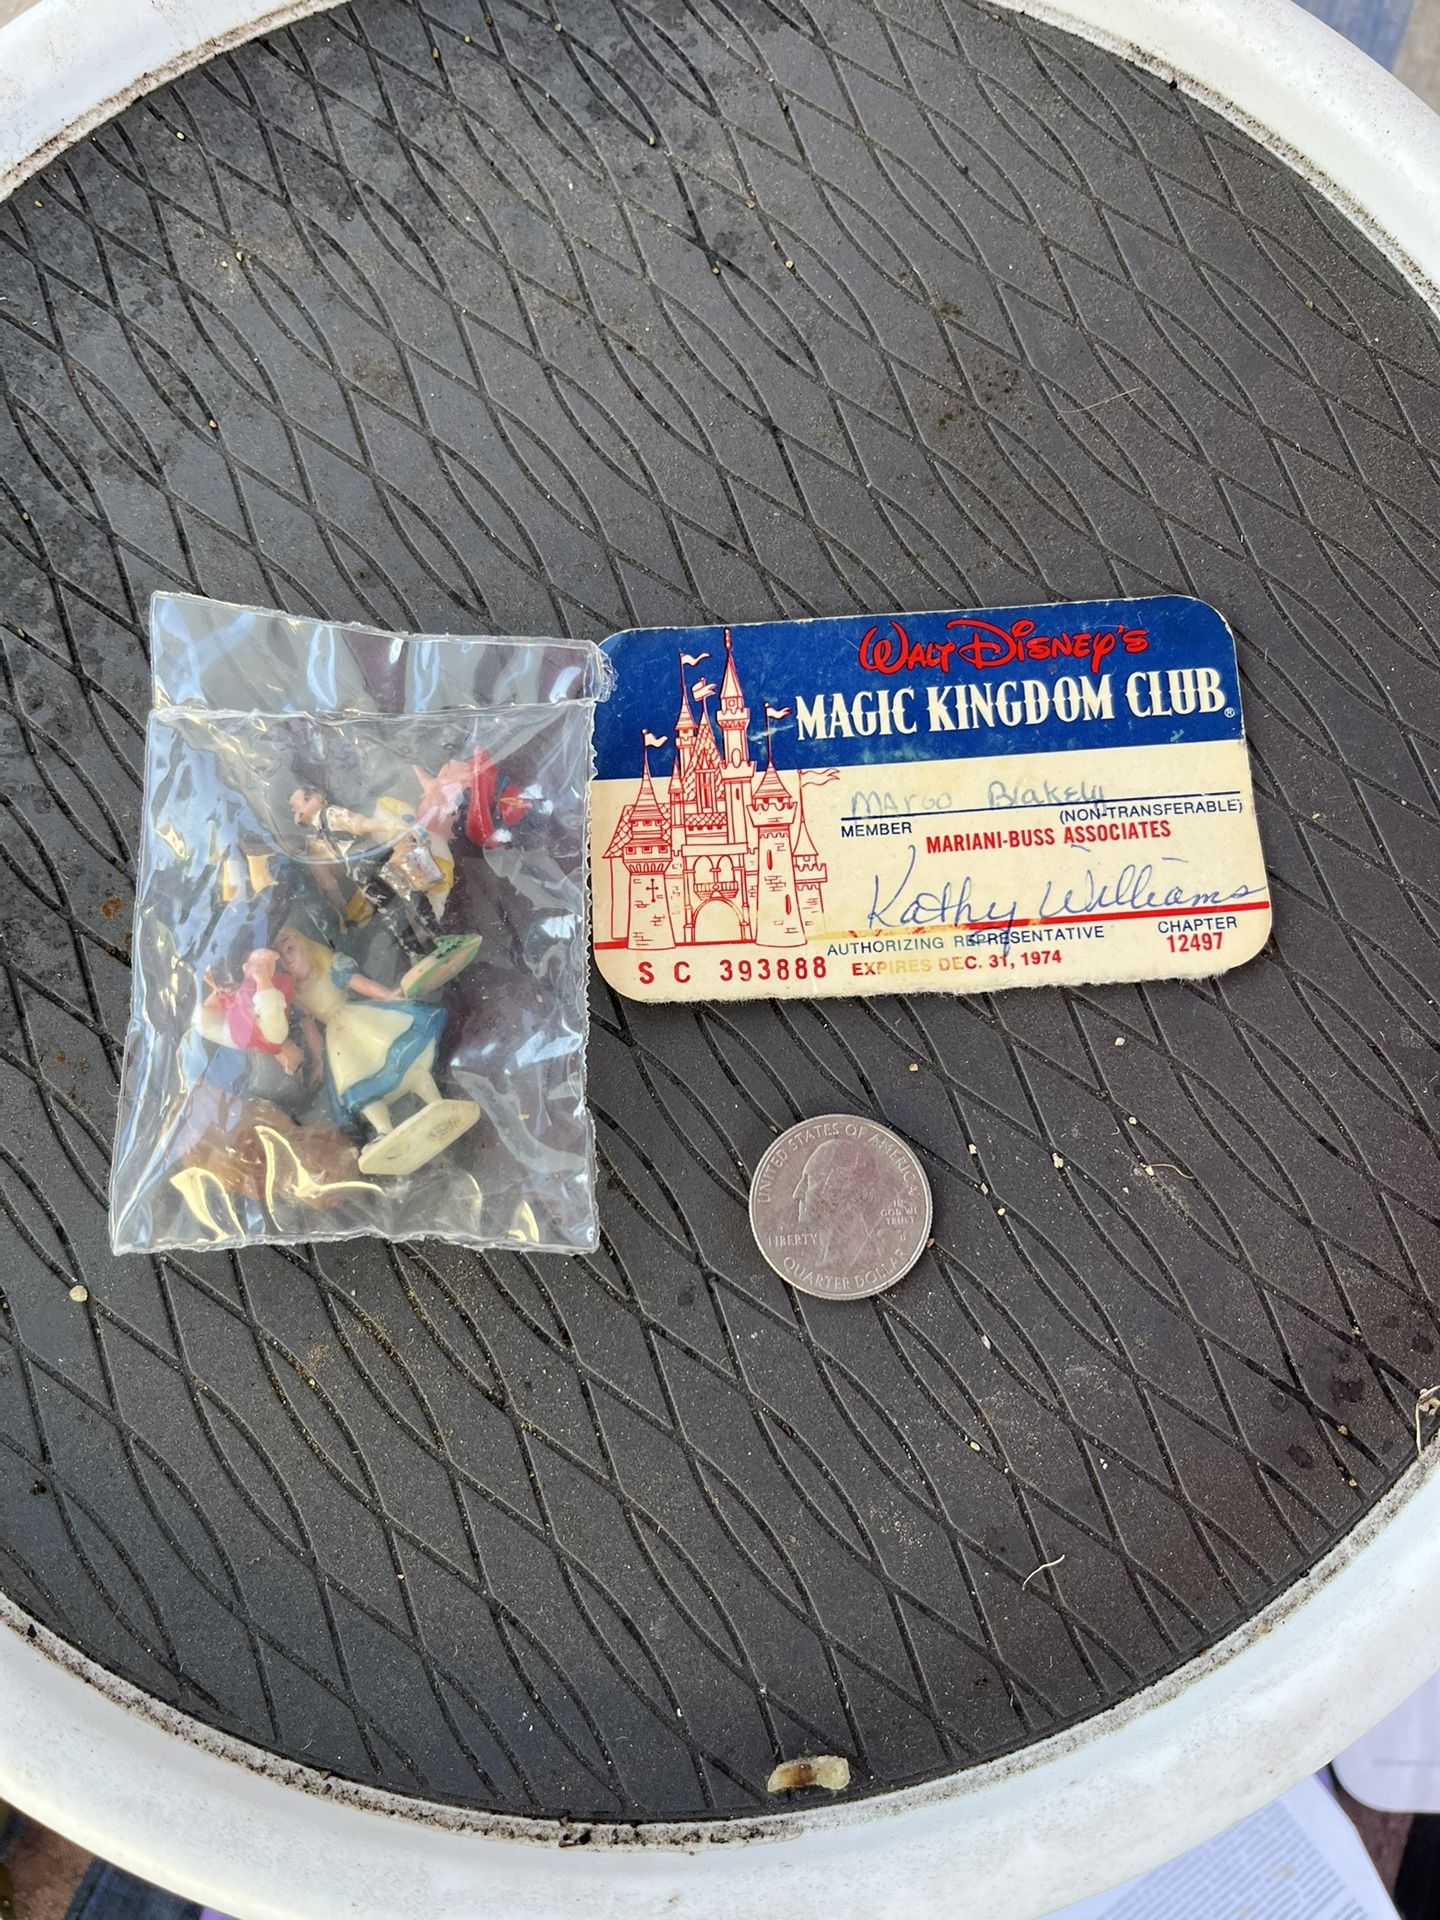 WALT DISNEY'S
MAGIC KINGDOM CLUB®
Margo Blakely
MEMBER (NON-TRANSFERABLE)
MARIANI-BUSS ASSOCIATES
Kathy Williams
AUTHORIZING REPRESENTATIVE CHAPTER
S C 393888 EXPIRES DEC. 31, 1974 12497
UNITED STATES OF AMERICA
LIBERTY
IN
GOD WE
TRUST
P
QUARTER DOLLAR